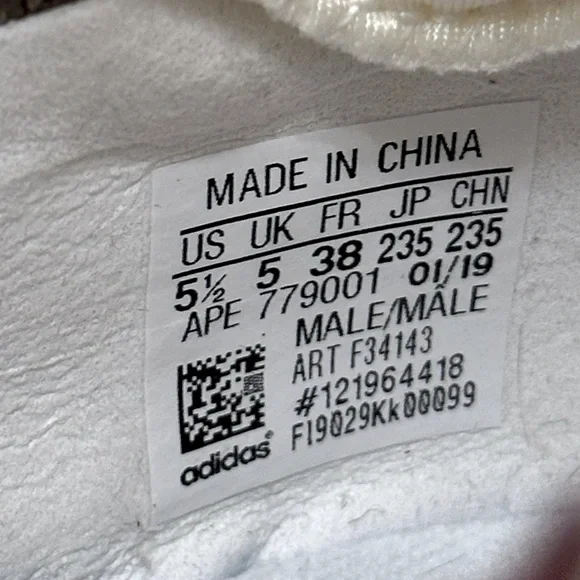 MADE IN CHINA
US UK FR JP CHN
5½ 5 38 235 235
APE 779001 01/19
MALE/MÂLE
ART F34143
#121964418
FI9029Kk00099
adidas®